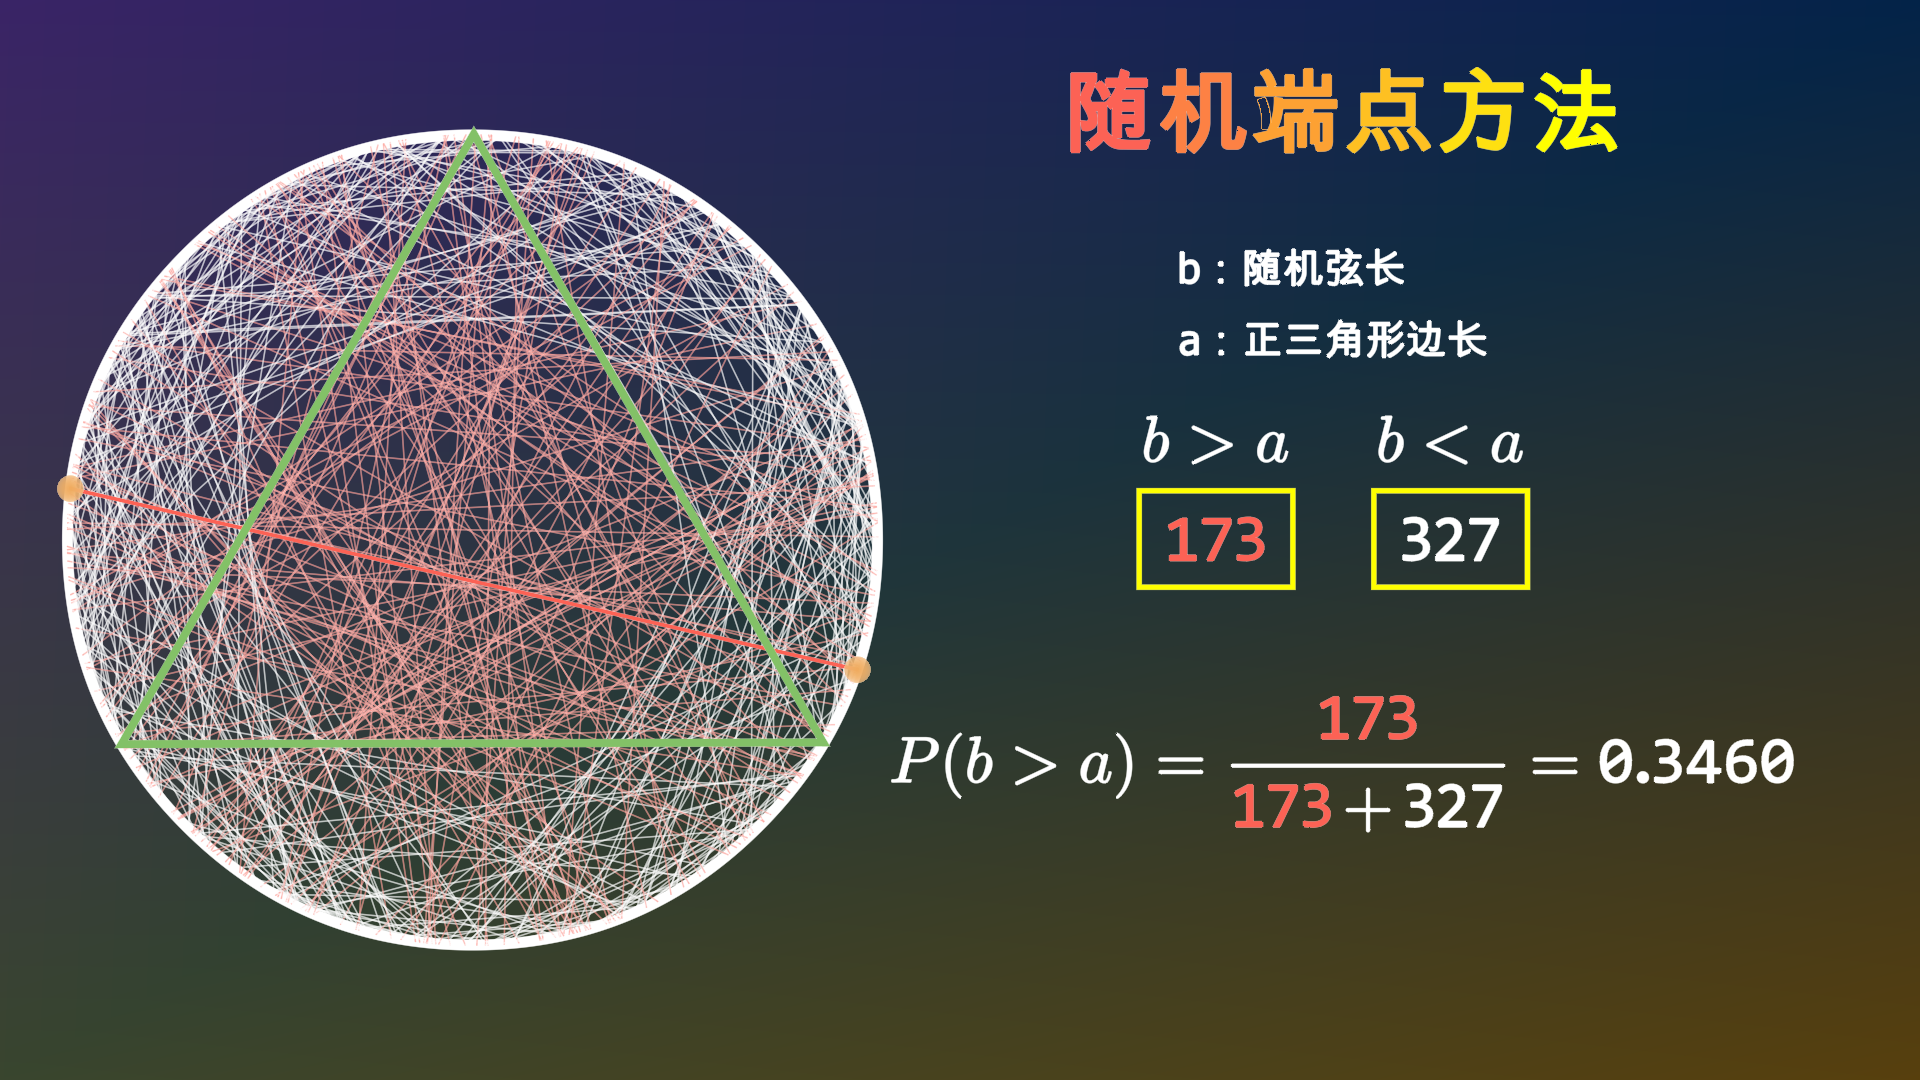 随机端点方法
b：随机弦长
a：正三角形边长
b > a b < a
173 327
P(b > a) = 173 / 173 + 327 = 0.3460